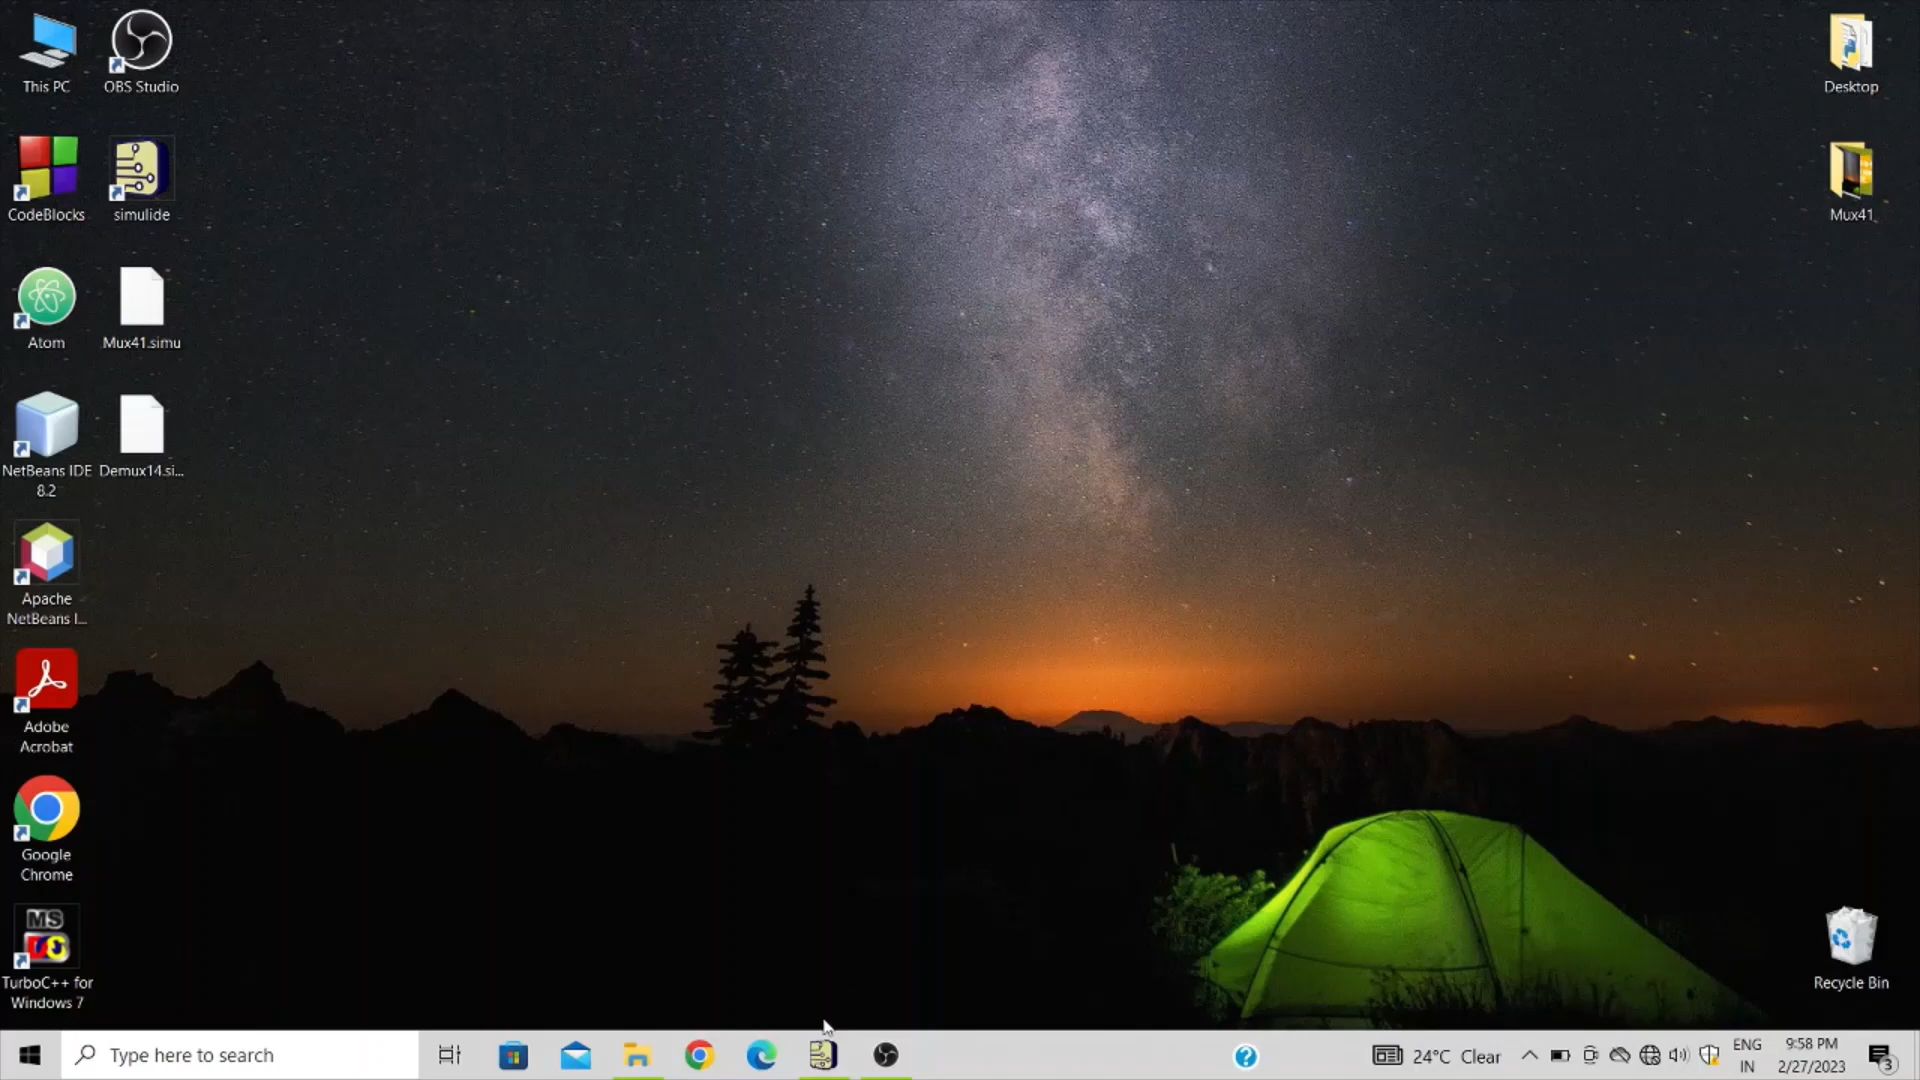 This PC
OBS Studio
CodeBlocks
simulide
Atom
Mux41.simu
NetBeans IDE
8.2
Demux14.si...
Apache
NetBeans I...
Adobe
Acrobat
Google
Chrome
MS
TurboC++ for
Windows 7
Desktop
Mux41
Recycle Bin
Type here to search
24°C Clear
ENG
IN
9:58 PM
2/27/2023
3